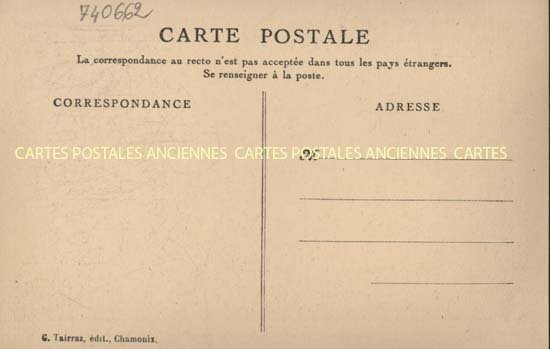 740662
CARTE POSTALE
La correspondance au recto n'est pas acceptée dans tous les pays étrangers.
Se renseigner à la poste.
CORRESPONDANCE
ADRESSE
CARTES POSTALES ANCIENNES CARTES POSTALES ANCIENNES CARTES
M
G. Tairraz, édit., Chamonix.